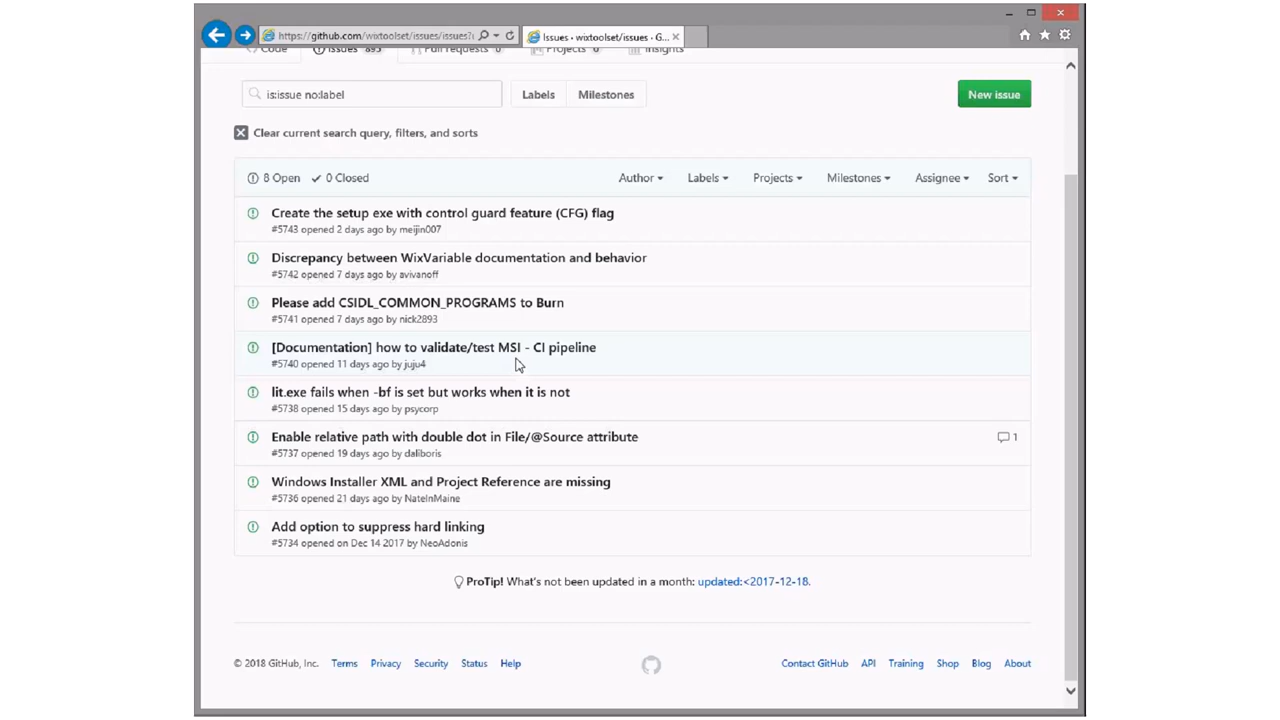 https://github.com/wixtoolset/issues/issues?
Issues · wixtoolset/issues · G...
Code
Issues 895
Pull requests 0
Projects 0
Insights
is:issue no:label
Labels
Milestones
New issue
Clear current search query, filters, and sorts
8 Open
0 Closed
Author
Labels
Projects
Milestones
Assignee
Sort
Create the setup exe with control guard feature (CFG) flag
#5743 opened 2 days ago by meijin007
Discrepancy between WixVariable documentation and behavior
#5742 opened 7 days ago by avivanoff
Please add CSIDL_COMMON_PROGRAMS to Burn
#5741 opened 7 days ago by nick2893
[Documentation] how to validate/test MSI - CI pipeline
#5740 opened 11 days ago by juju4
lit.exe fails when -bf is set but works when it is not
#5738 opened 15 days ago by psycorp
Enable relative path with double dot in File/@Source attribute
1
#5737 opened 19 days ago by daliboris
Windows Installer XML and Project Reference are missing
#5736 opened 21 days ago by NateInMaine
Add option to suppress hard linking
#5734 opened on Dec 14 2017 by NeoAdonis
ProTip! What's not been updated in a month: updated:<2017-12-18.
© 2018 GitHub, Inc.
Terms
Privacy
Security
Status
Help
Contact GitHub
API
Training
Shop
Blog
About